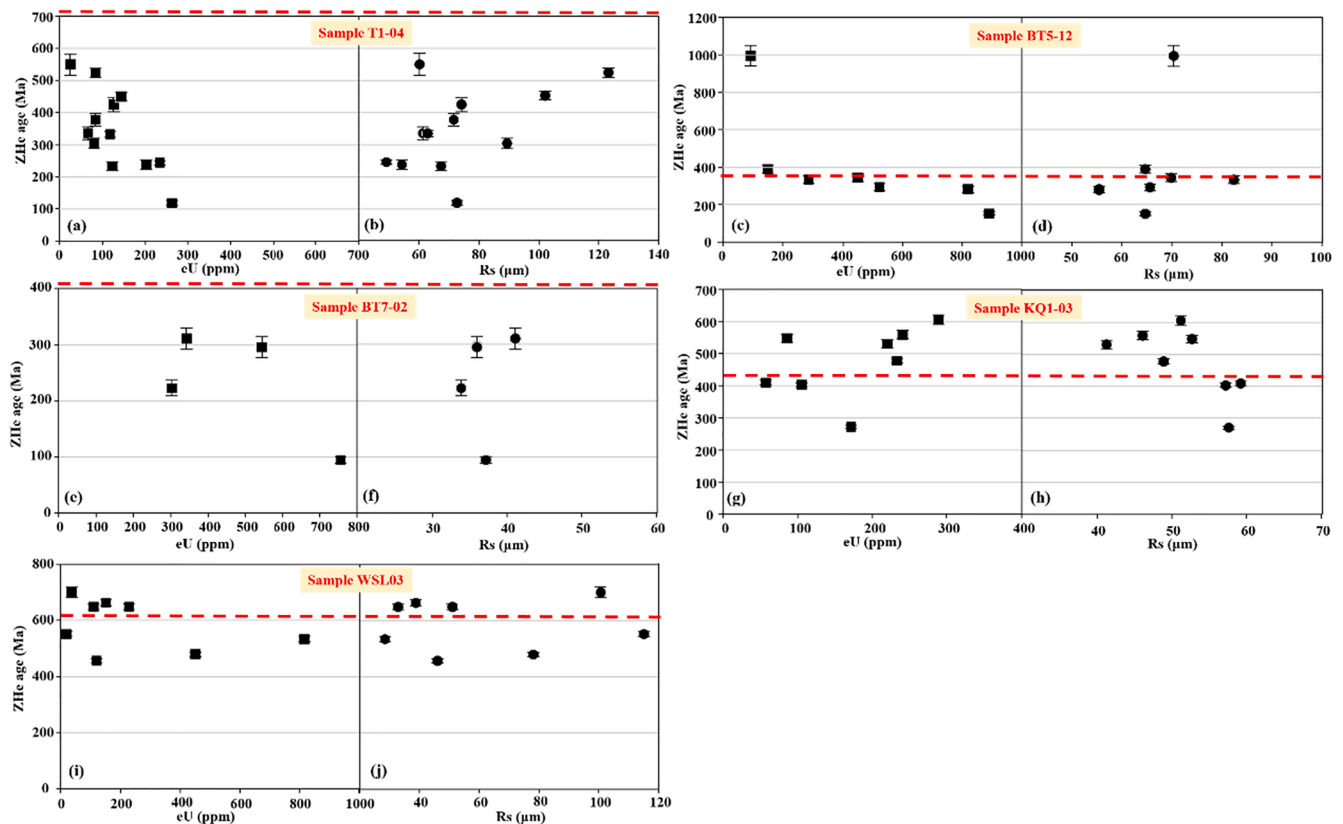 Sample T1-04
ZHe age (Ma)
700
600
500
400
300
200
100
0
(a)
(b)
0 100 200 300 400 500 600 700
60 80 100 120 140
eU (ppm)
Rs (μm)
Sample BT5-12
ZHe age (Ma)
1200
1000
800
600
400
200
0
(c)
(d)
200 400 600 800 1000
60 70 80 90 100
eU (ppm)
Rs (μm)
Sample BT7-02
ZHe age (Ma)
400
300
200
100
0
(e)
(f)
0 100 200 300 400 500 600 700 800
30 40 50 60
eU (ppm)
Rs (μm)
Sample KQ1-03
ZHe age (Ma)
700
600
500
400
300
200
100
0
(g)
(h)
0 100 200 300 400
40 50 60 70
eU (ppm)
Rs (μm)
Sample WSL03
ZHe age (Ma)
800
600
400
200
0
(i)
(j)
0 200 400 600 800 1000
40 60 80 100 120
eU (ppm)
Rs (μm)